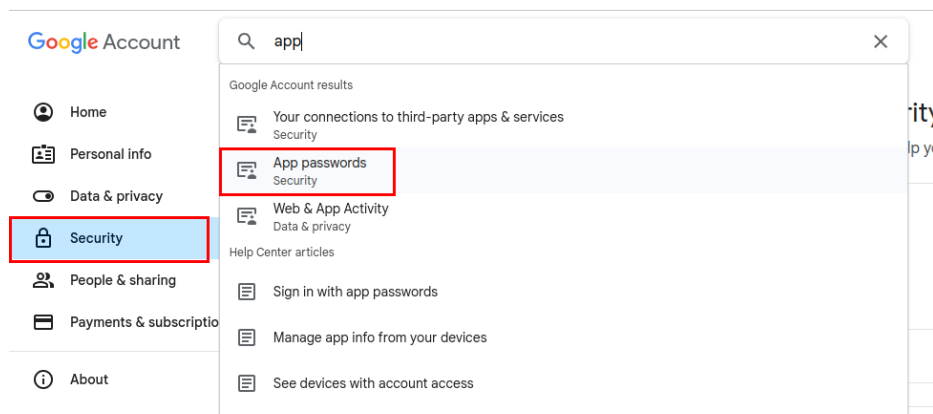 Google Account
app
Google Account results
Home
Your connections to third-party apps & services
Security
Personal info
App passwords
Security
Data & privacy
Web & App Activity
Data & privacy
Security
Help Center articles
People & sharing
Sign in with app passwords
Payments & subscriptio
Manage app info from your devices
About
See devices with account access